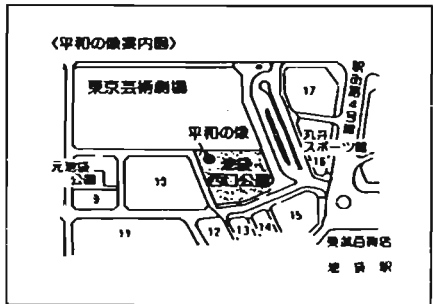 〈平和の像案内図〉
東京芸術劇場
17
平和の像
丸井
スポーツ館
16
池袋
西口公園
元池袋
公園
9
10
11
12
13
14
15
東武百貨店
池袋駅